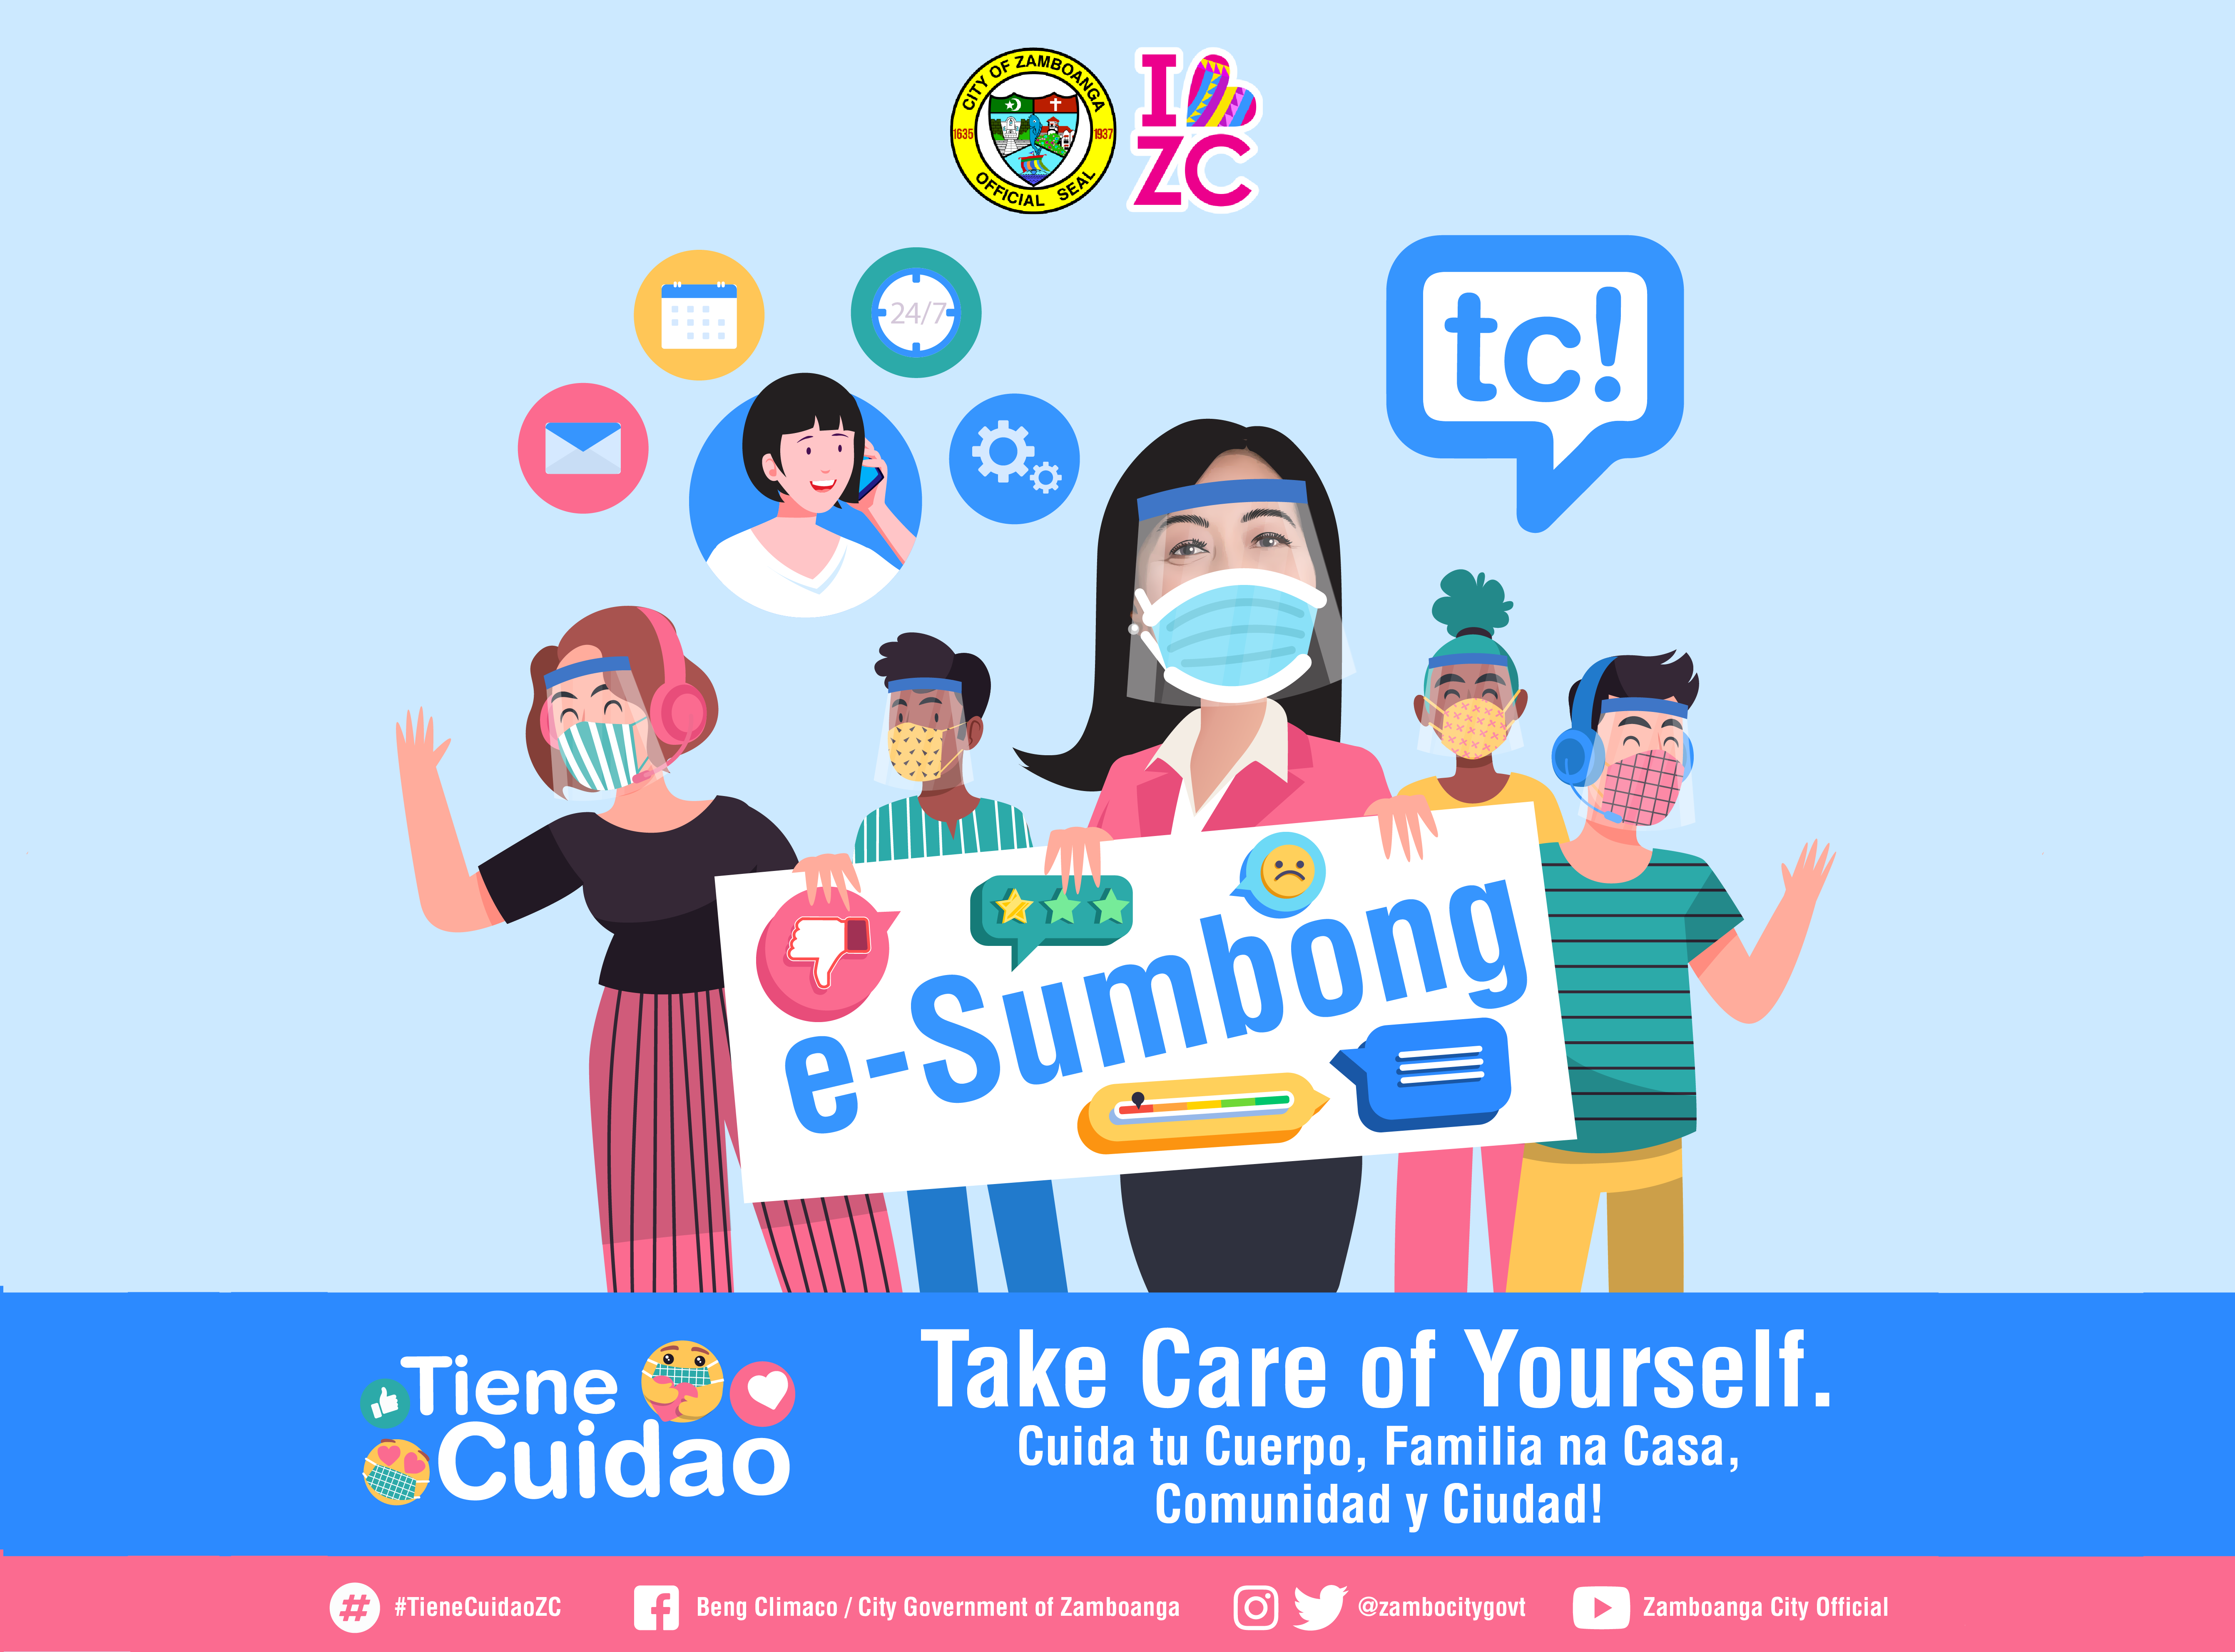 CITY OF ZAMBOANGA
1635
1937
OFFICIAL SEAL
I
ZC
24/7
tc!
e-Sumbong
Tiene
Cuidao
Take Care of Yourself.
Cuida tu Cuerpo, Familia na Casa,
Comunidad y Ciudad!
#TieneCuidaoZC
Beng Climaco / City Government of Zamboanga
@zambocitygovt
Zamboanga City Official